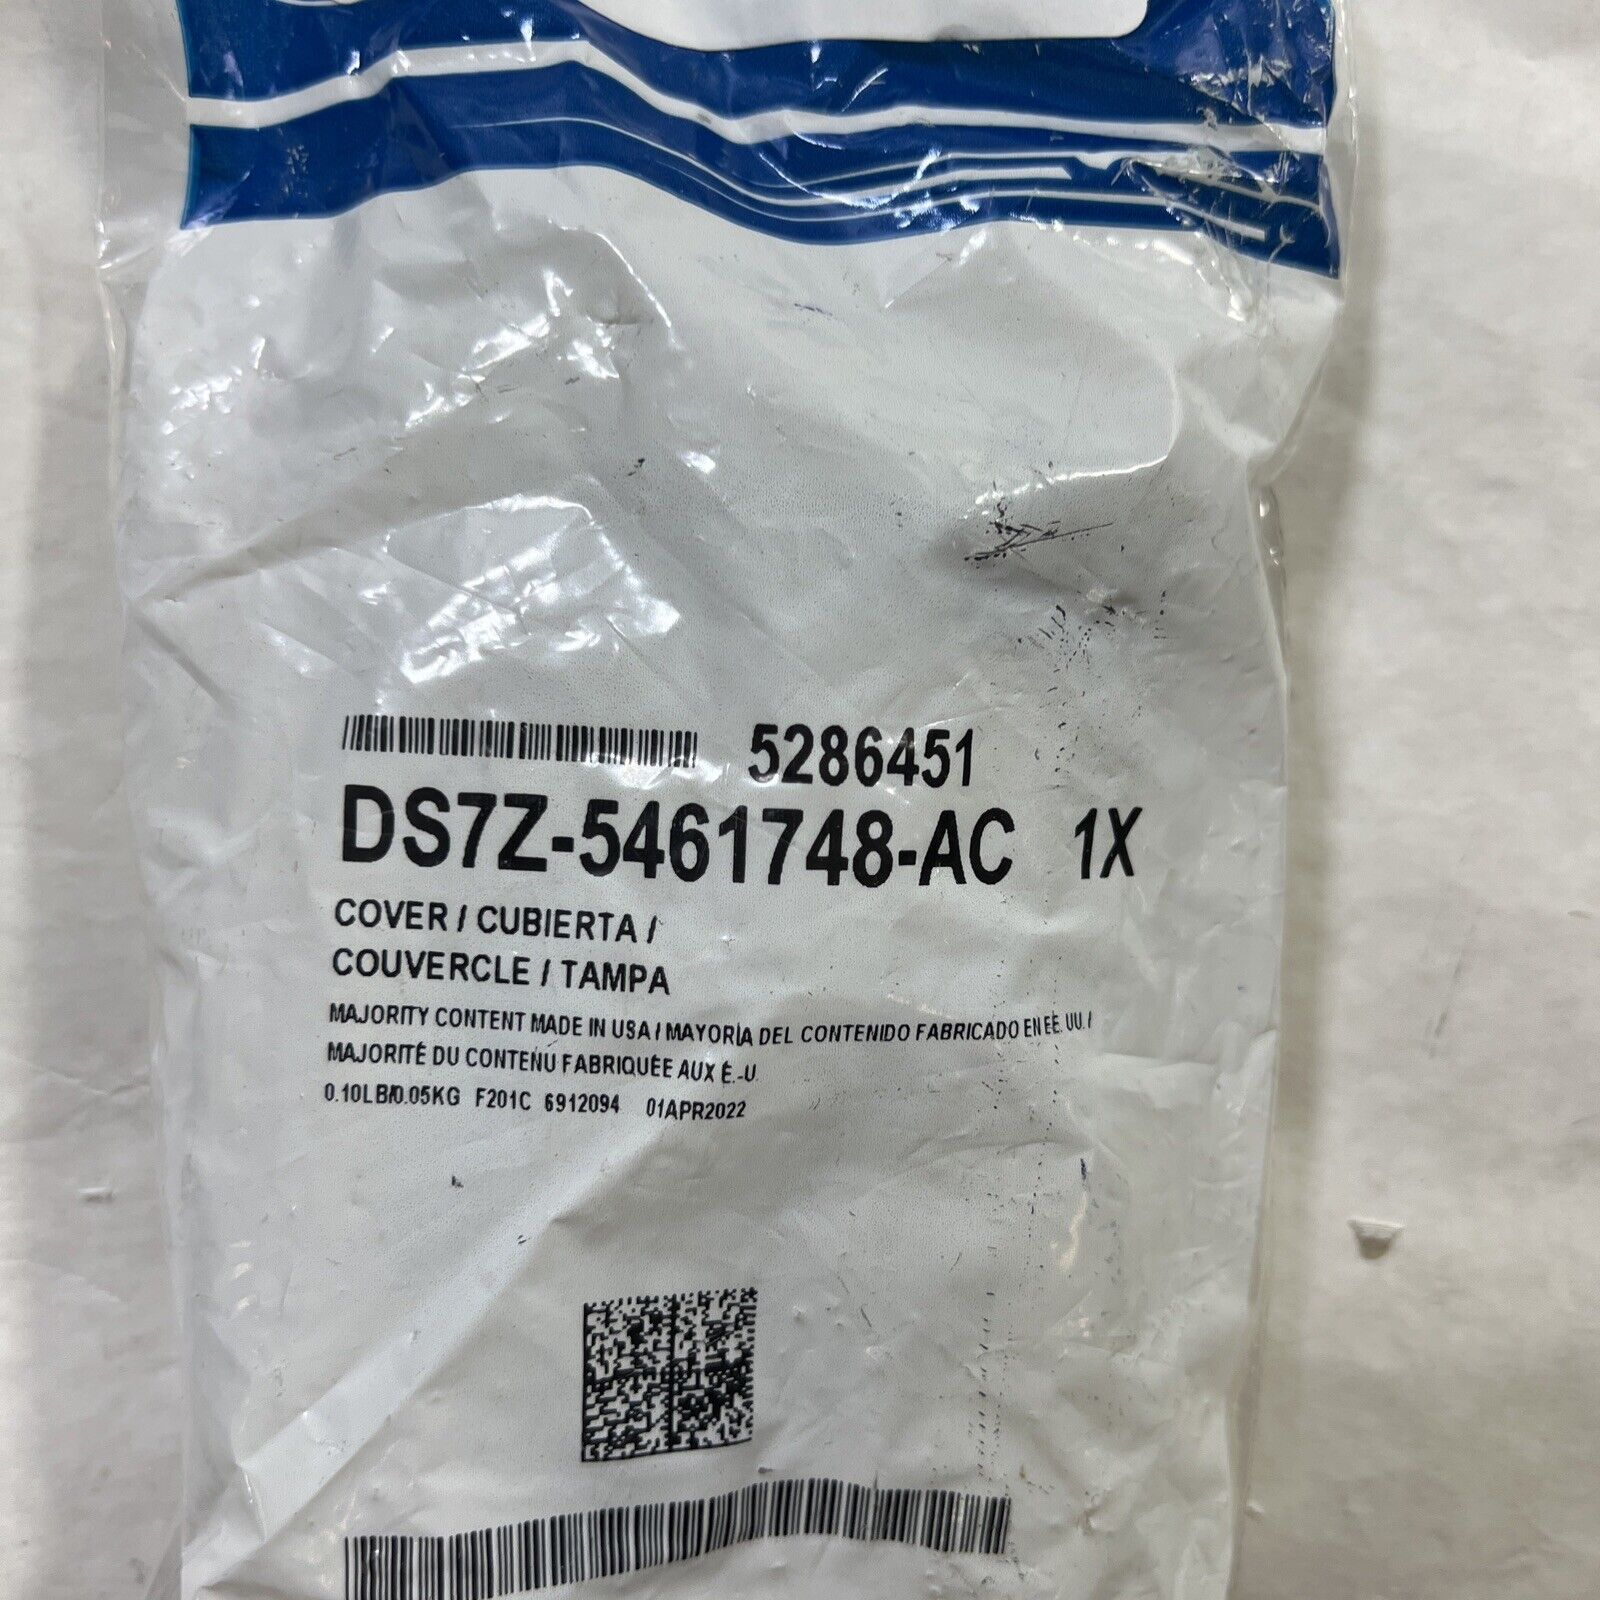 5286451
DS7Z-5461748-AC 1X
COVER / CUBIERTA /
COUVERCLE / TAMPA
MAJORITY CONTENT MADE IN USA / MAYORÍA DEL CONTENIDO FABRICADO EN EE. UU. /
MAJORITÉ DU CONTENU FABRIQUÉE AUX É.-U.
0.10LB/0.05KG F201C 6912094 01APR2022